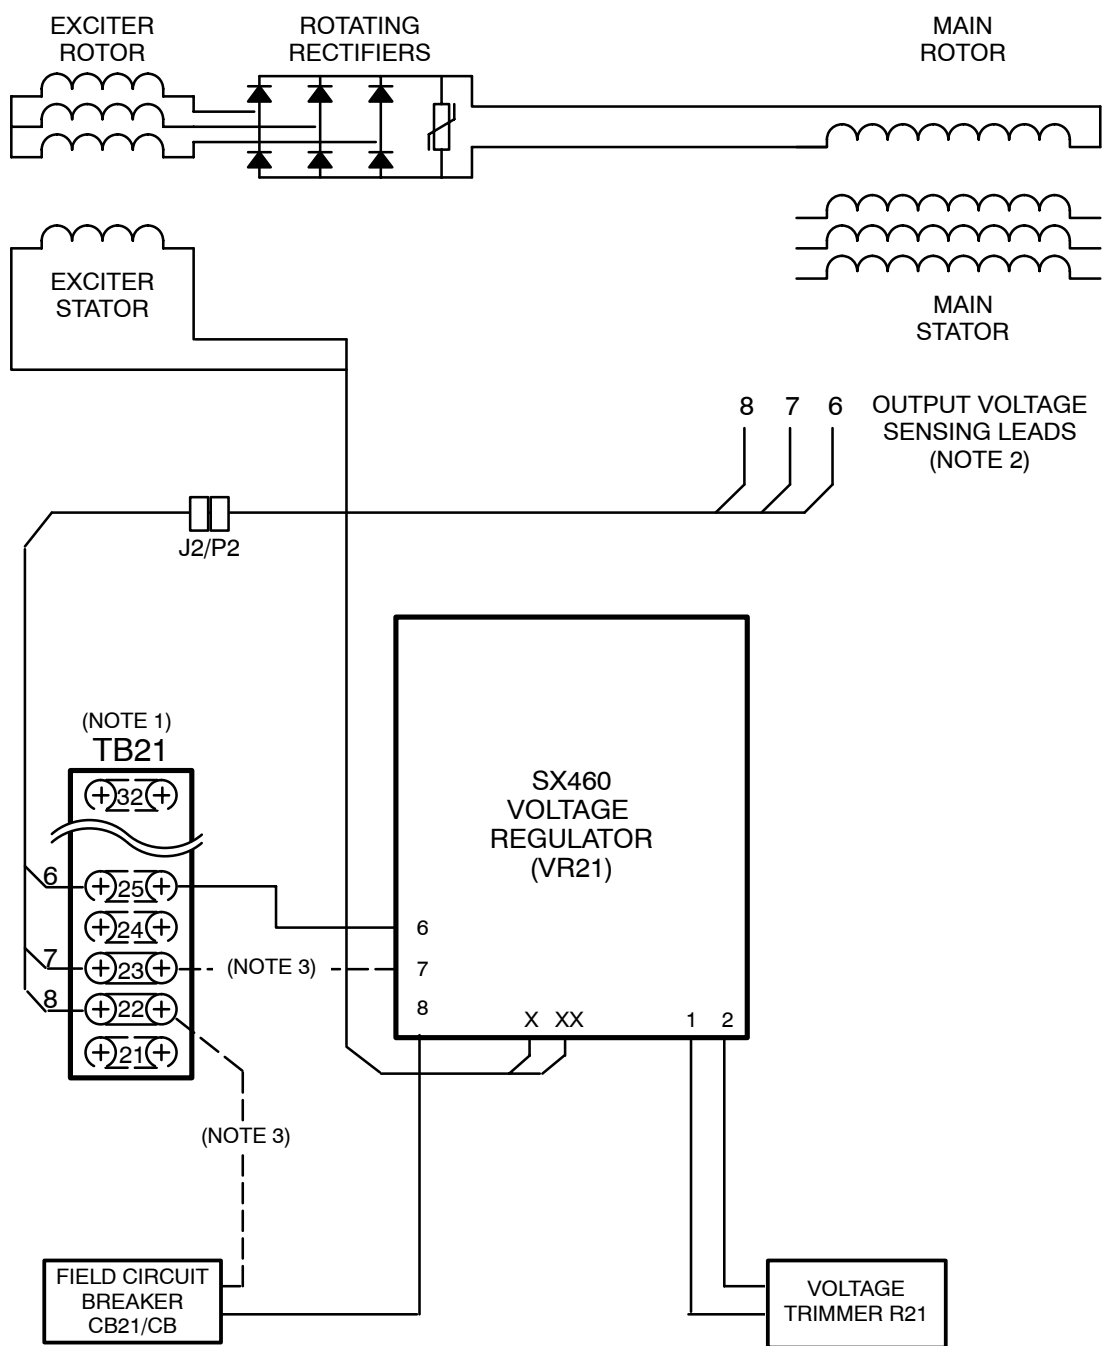 EXCITER
ROTOR
ROTATING
RECTIFIERS
MAIN
ROTOR
EXCITER
STATOR
MAIN
STATOR
8 7 6
OUTPUT VOLTAGE
SENSING LEADS
(NOTE 2)
J2/P2
(NOTE 1)
TB21
32
6
25
24
7
23
8
22
21
(NOTE 3)
(NOTE 3)
SX460
VOLTAGE
REGULATOR
(VR21)
6
7
8
X XX
1 2
FIELD CIRCUIT
BREAKER
CB21/CB
VOLTAGE
TRIMMER R21